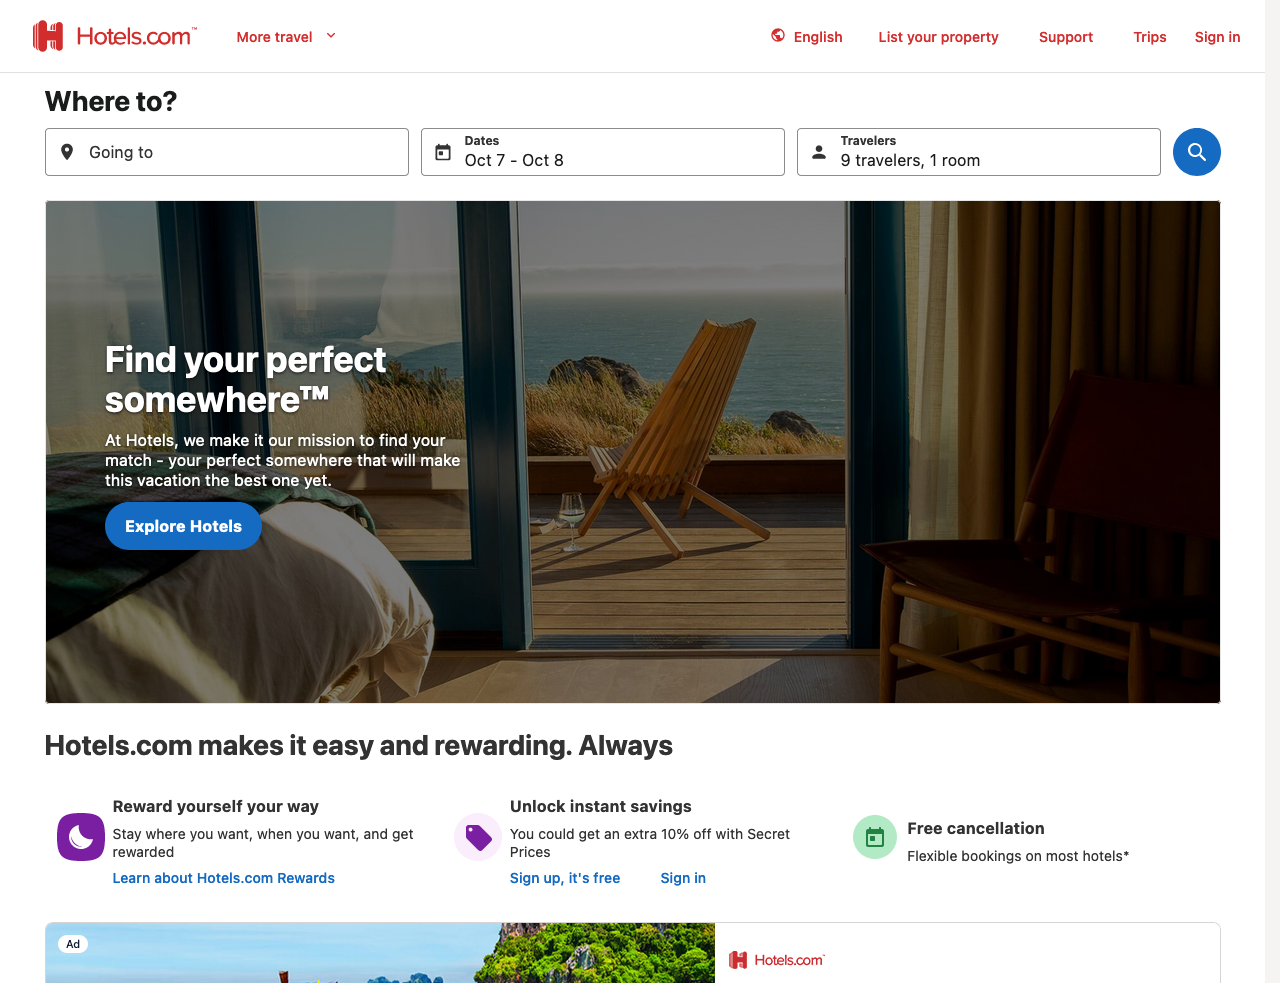 Hotels.com™
More travel
English
List your property
Support
Trips
Sign in
Where to?
Going to
Dates
Oct 7 - Oct 8
Travelers
9 travelers, 1 room
Find your perfect
somewhere™
At Hotels, we make it our mission to find your
match - your perfect somewhere that will make
this vacation the best one yet.
Explore Hotels
Hotels.com makes it easy and rewarding. Always
Reward yourself your way
Stay where you want, when you want, and get
rewarded
Learn about Hotels.com Rewards
Unlock instant savings
You could get an extra 10% off with Secret
Prices
Sign up, it's free
Sign in
Free cancellation
Flexible bookings on most hotels*
Ad
Hotels.com